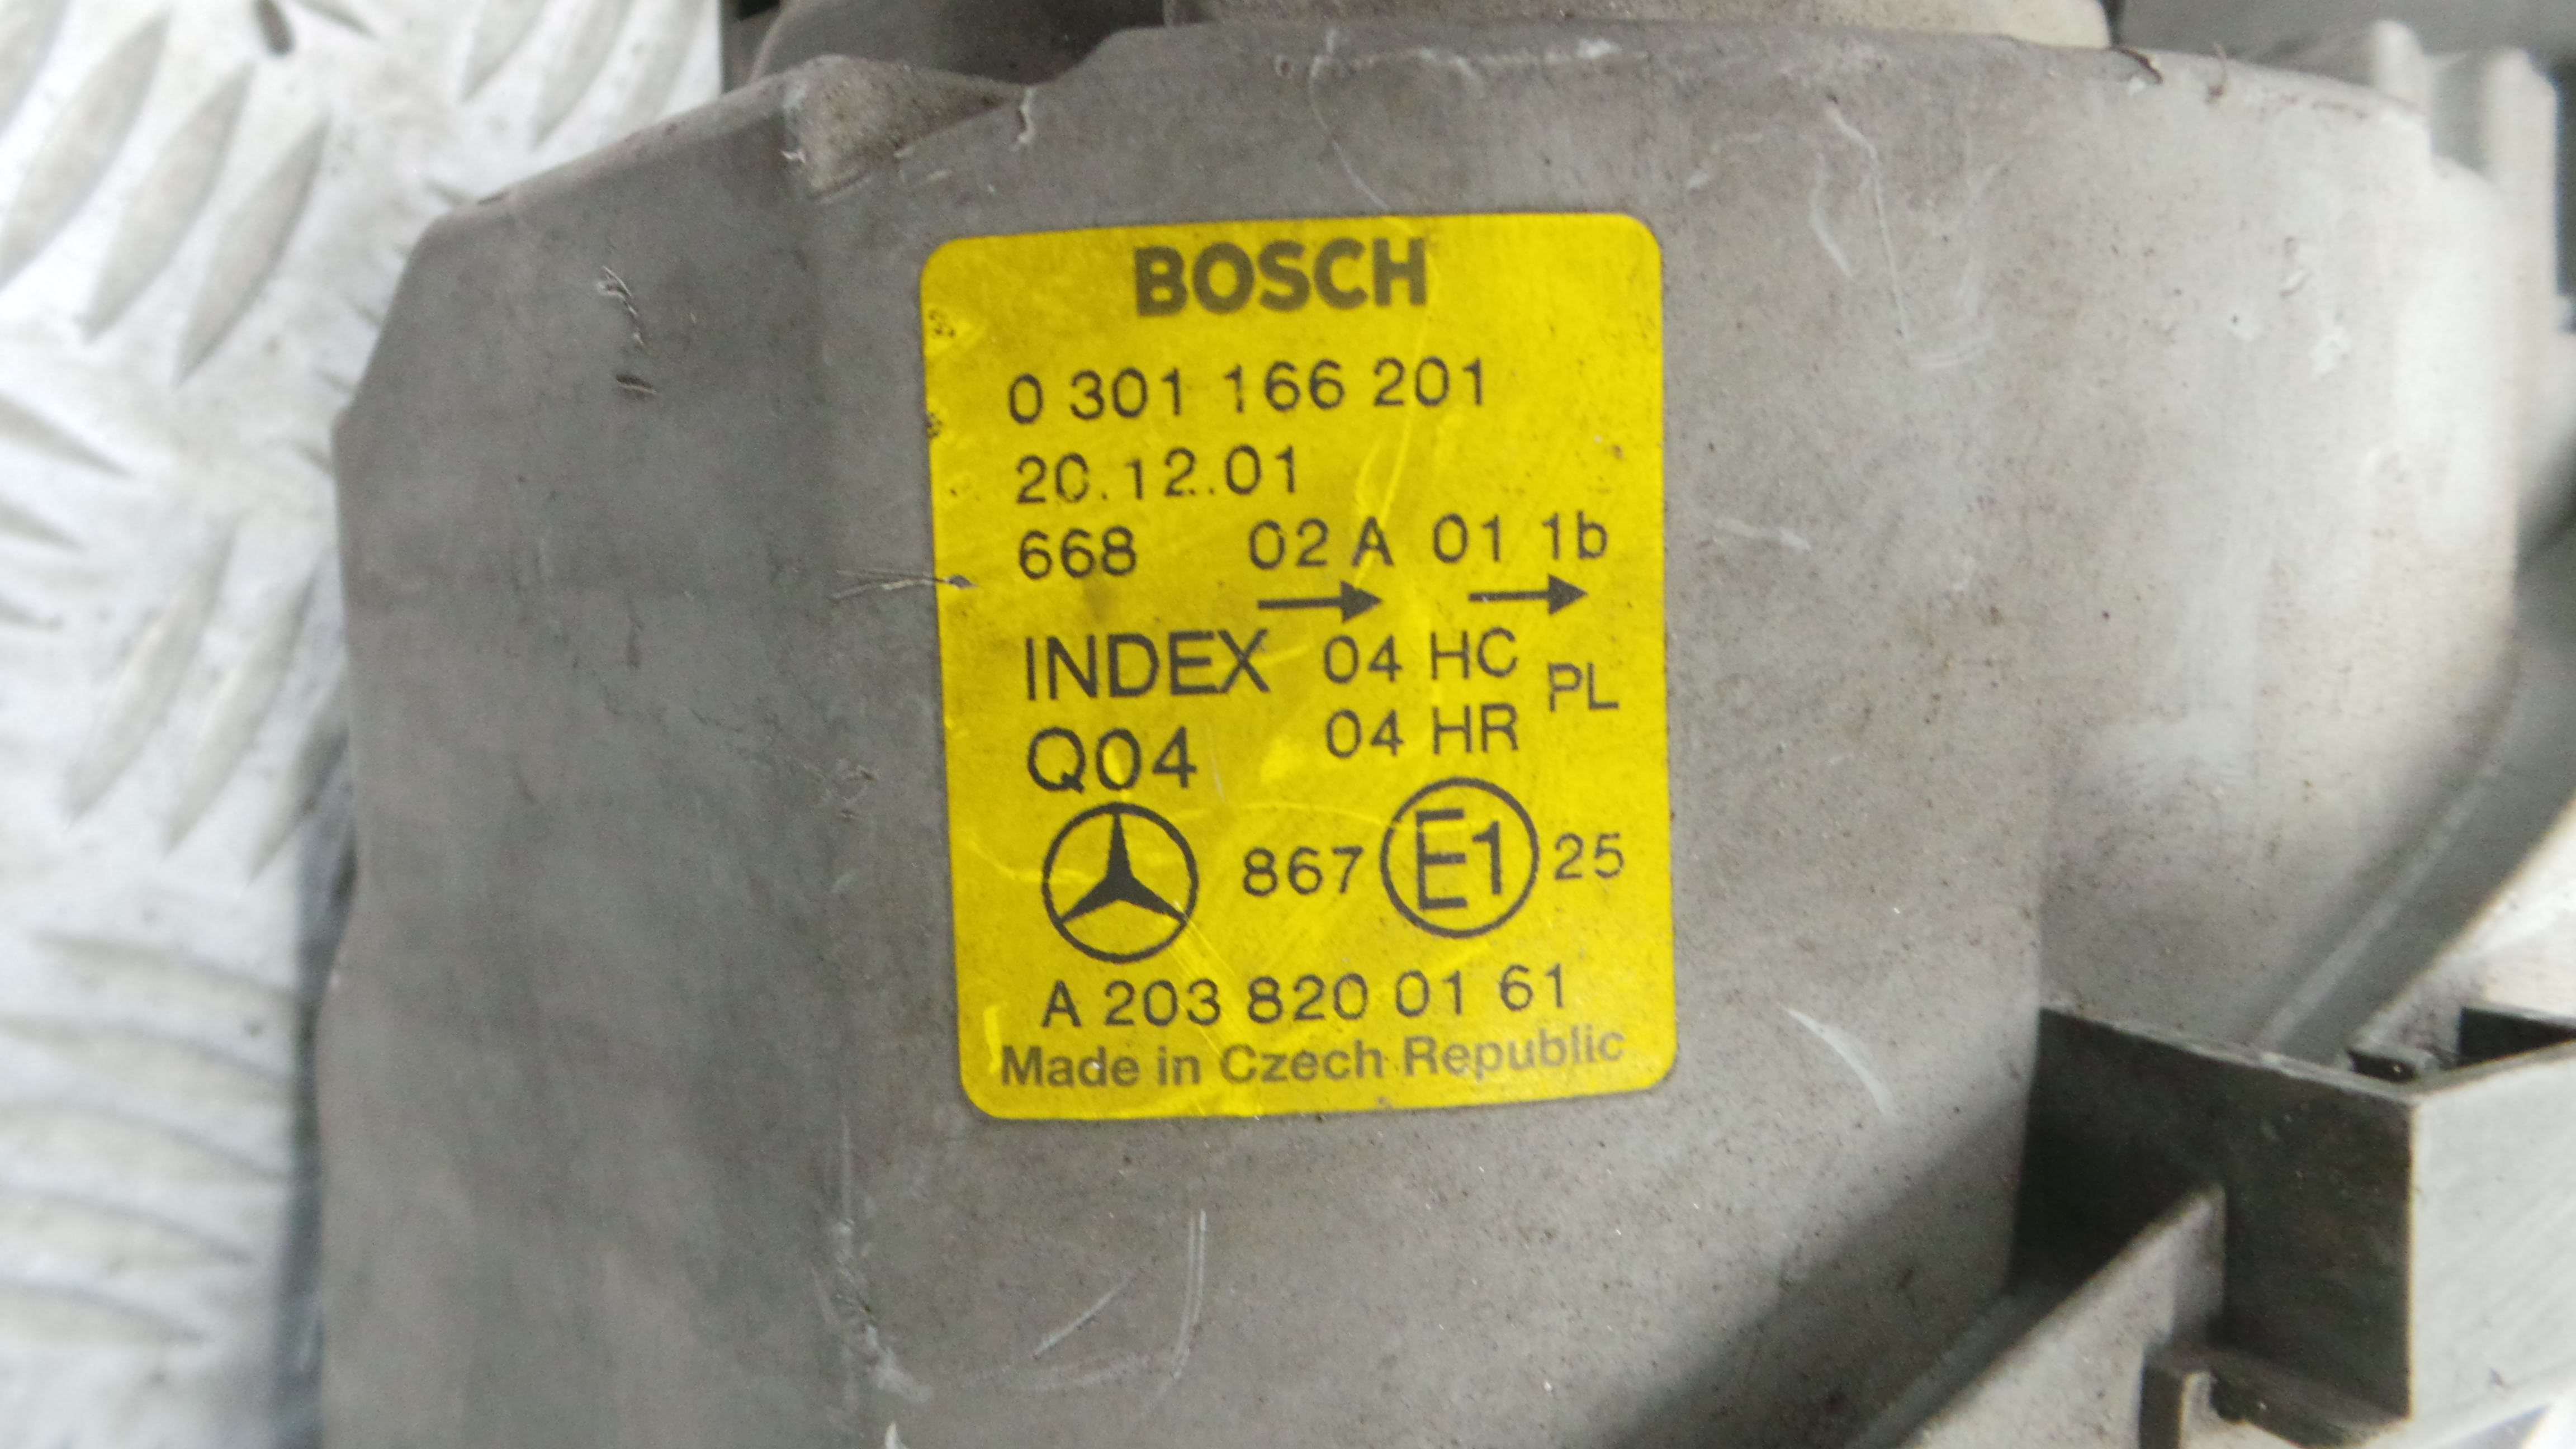 BOSCH
0 301 166 201
20.12.01
668 02 A 01 1b
INDEX 04 HC PL
Q04 04 HR
867 E1 25
A 203 820 01 61
Made in Czech Republic